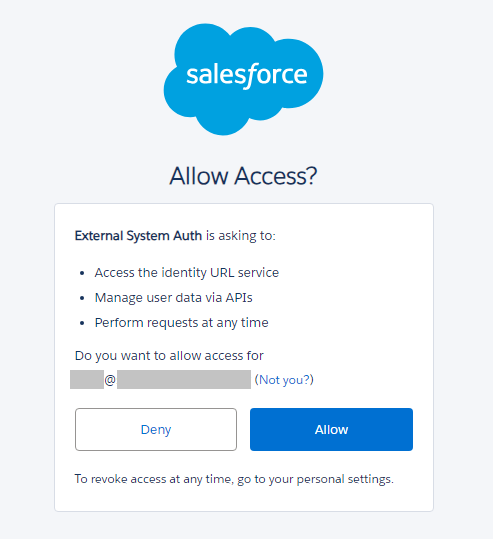 salesforce
Allow Access?
External System Auth is asking to:
• Access the identity URL service
• Manage user data via APIs
• Perform requests at any time
Do you want to allow access for
@ (Not you?)
Deny
Allow
To revoke access at any time, go to your personal settings.